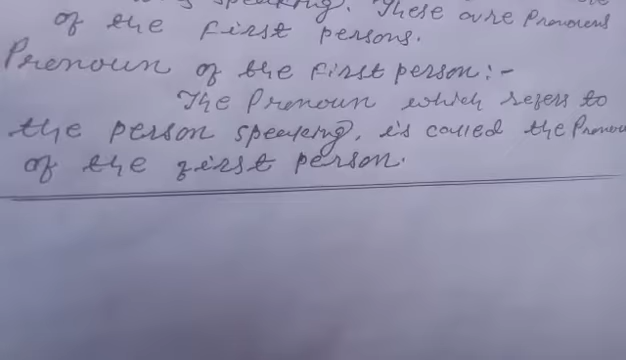 speaking. These are Pronouns
of the first persons.
Pronoun of the first person:-
The Pronoun which refers to
the person speaking, is called the Pronou
of the first person.